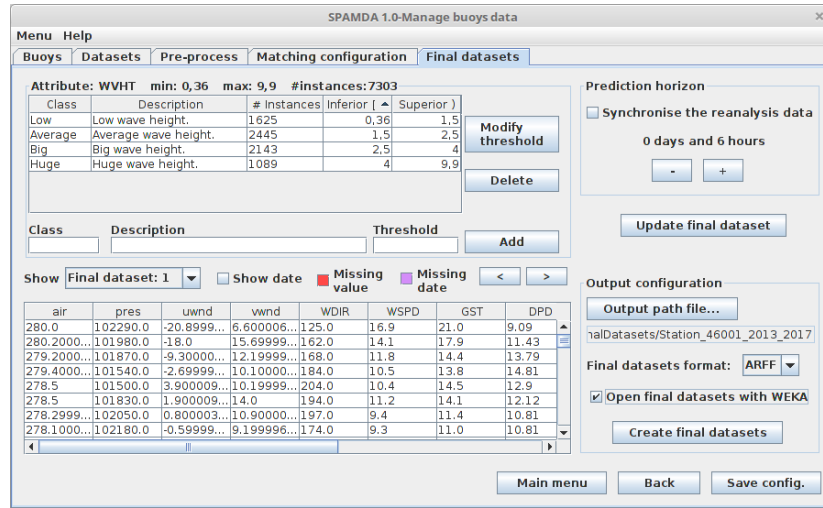 SPAMDA 1.0-Manage buoys data ×
Menu Help
Buoys Datasets Pre-process Matching configuration Final datasets
Attribute: WVHT min: 0,36 max: 9,9 #instances:7303
Class Description # Instances Inferior [ Superior )
Low Low wave height. 1625 0,36 1,5
Average Average wave height. 2445 1,5 2,5
Big Big wave height. 2143 2,5 4
Huge Huge wave height. 1089 4 9,9
Modify threshold
Delete
Class Description Threshold
Add
Prediction horizon
Synchronise the reanalysis data
0 days and 6 hours
- +
Update final dataset
Show Final dataset: 1 Show date Missing value Missing date < >
air pres uwnd vwnd WDIR WSPD GST DPD
280.0 102290.0 -20.8999... 6.600006... 125.0 16.9 21.0 9.09
280.2000... 101980.0 -18.0 15.69999... 162.0 14.1 17.9 11.43
279.2000... 101870.0 -9.30000... 12.19999... 168.0 11.8 14.4 13.79
279.4000... 101540.0 -2.69999... 10.10000... 184.0 10.5 13.8 14.81
278.5 101500.0 3.900009... 10.19999... 204.0 10.4 14.5 12.9
278.5 101830.0 1.900009... 14.0 194.0 11.2 14.1 12.12
278.2999... 102050.0 0.800003... 10.90000... 197.0 9.4 11.4 10.81
278.1000... 102180.0 -0.59999... 9.199996... 174.0 9.3 11.0 10.81
Output configuration
Output path file...
nalDatasets/Station_46001_2013_2017
Final datasets format: ARFF
Open final datasets with WEKA
Create final datasets
Main menu Back Save config.